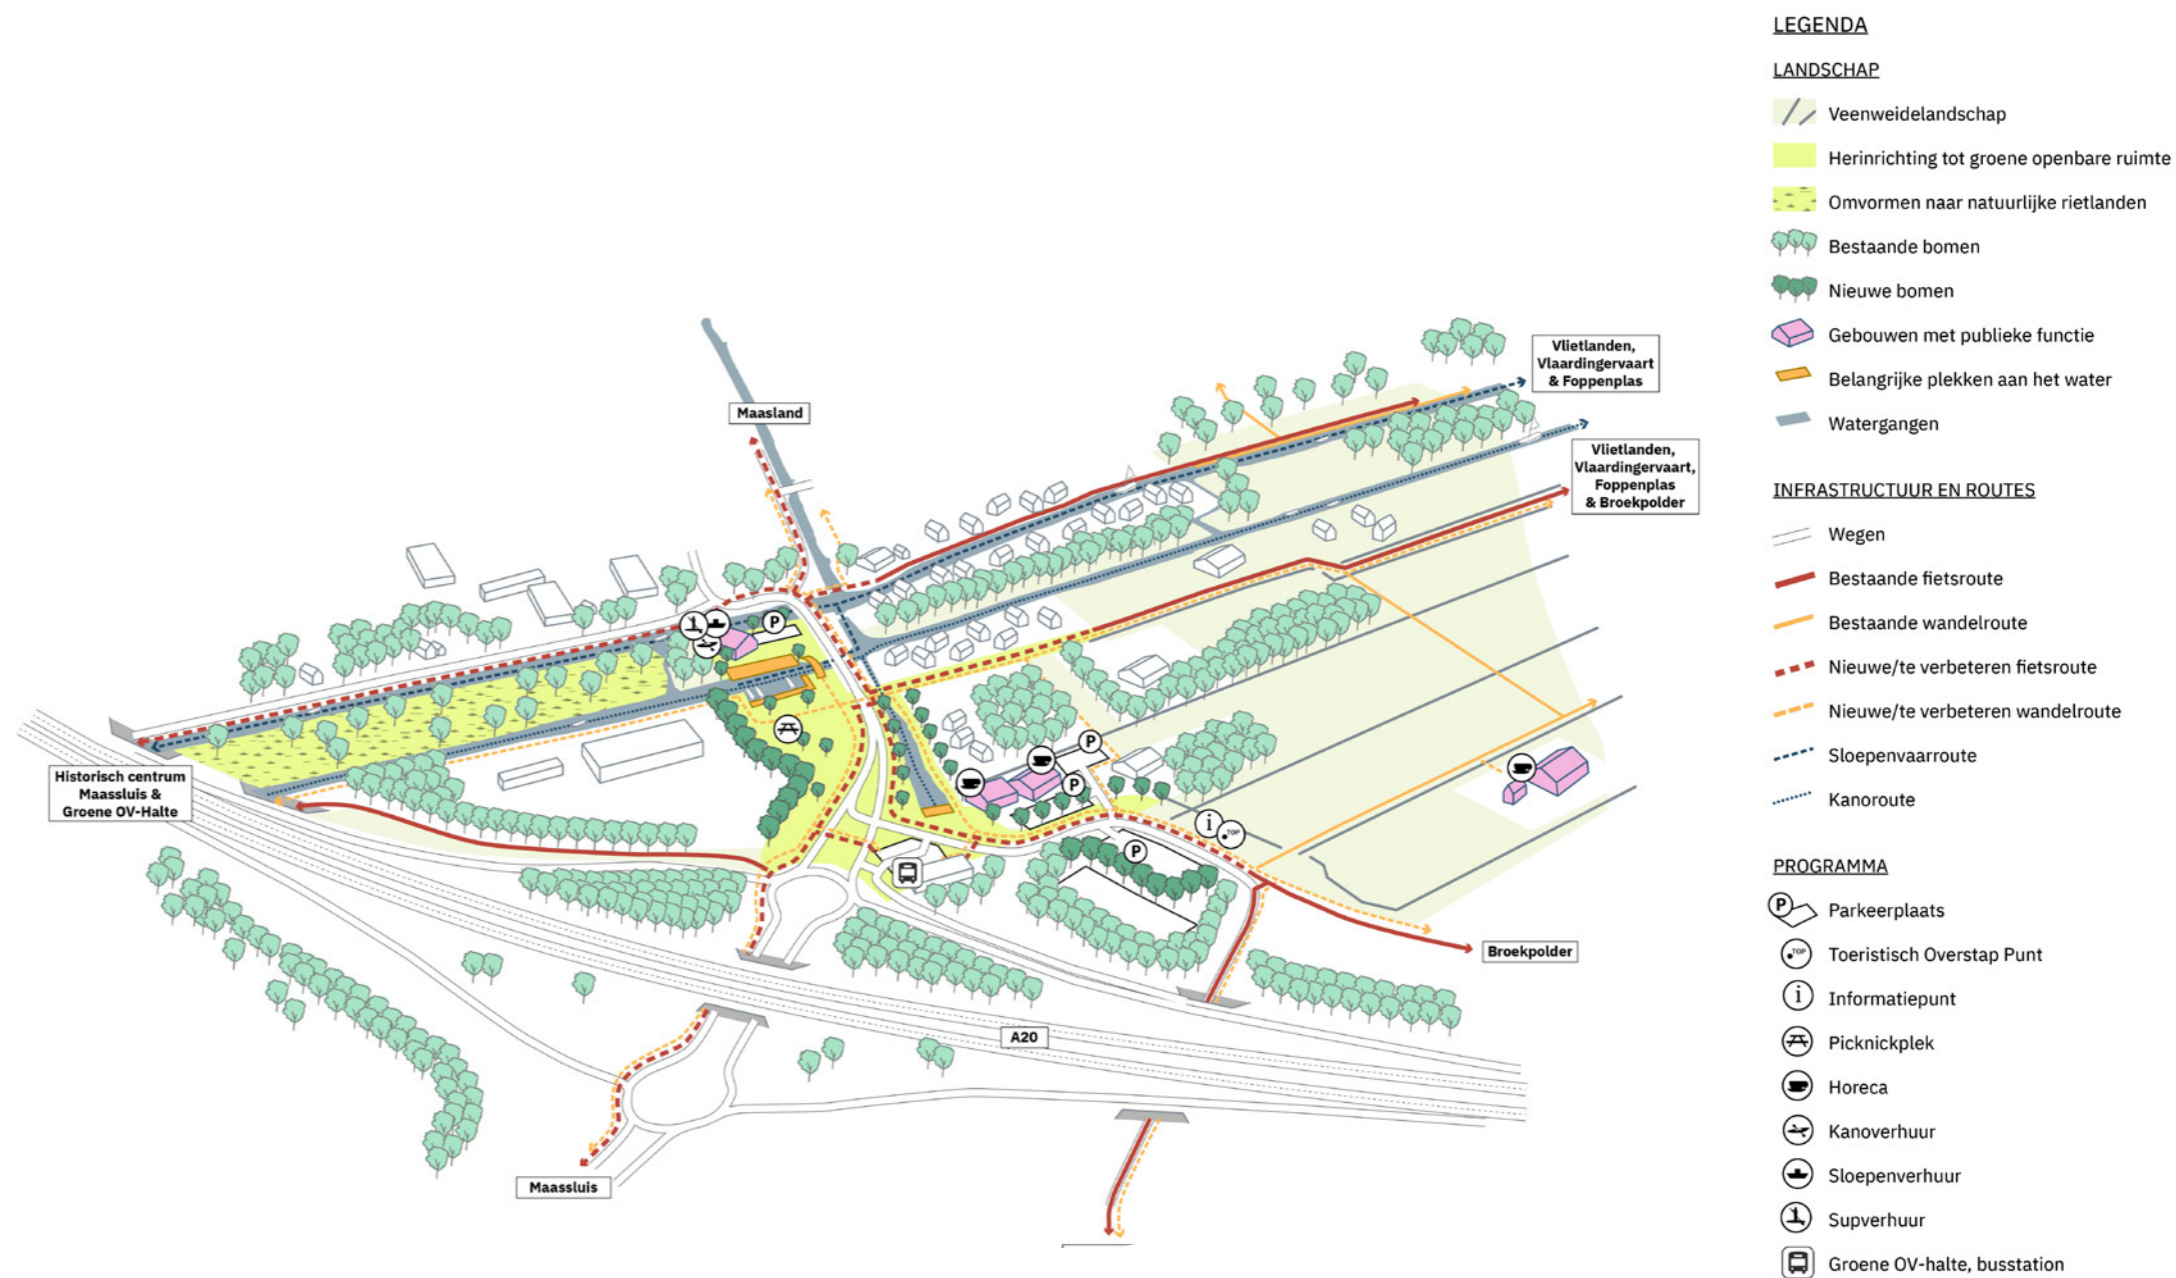 LEGENDA
LANDSCHAP
Veenweidelandschap
Herinrichting tot groene openbare ruimte
Omvormen naar natuurlijke rietlanden
Bestaande bomen
Nieuwe bomen
Gebouwen met publieke functie
Belangrijke plekken aan het water
Watergangen
INFRASTRUCTUUR EN ROUTES
Wegen
Bestaande fietsroute
Bestaande wandelroute
Nieuwe/te verbeteren fietsroute
Nieuwe/te verbeteren wandelroute
Sloepenvaarroute
Kanoroute
PROGRAMMA
P
Parkeerplaats
TOP
Toeristisch Overstap Punt
i
Informatiepunt
Picknickplek
Horeca
Kanoverhuur
Sloepenverhuur
Supverhuur
Groene OV-halte, busstation
Vlietlanden,
Vlaardingervaart
& Foppenplas
Maasland
Vlietlanden,
Vlaardingervaart,
Foppenplas
& Broekpolder
P
P
P
Historisch centrum
Maassluis &
Groene OV-Halte
i
TOP
P
Broekpolder
A20
Maassluis